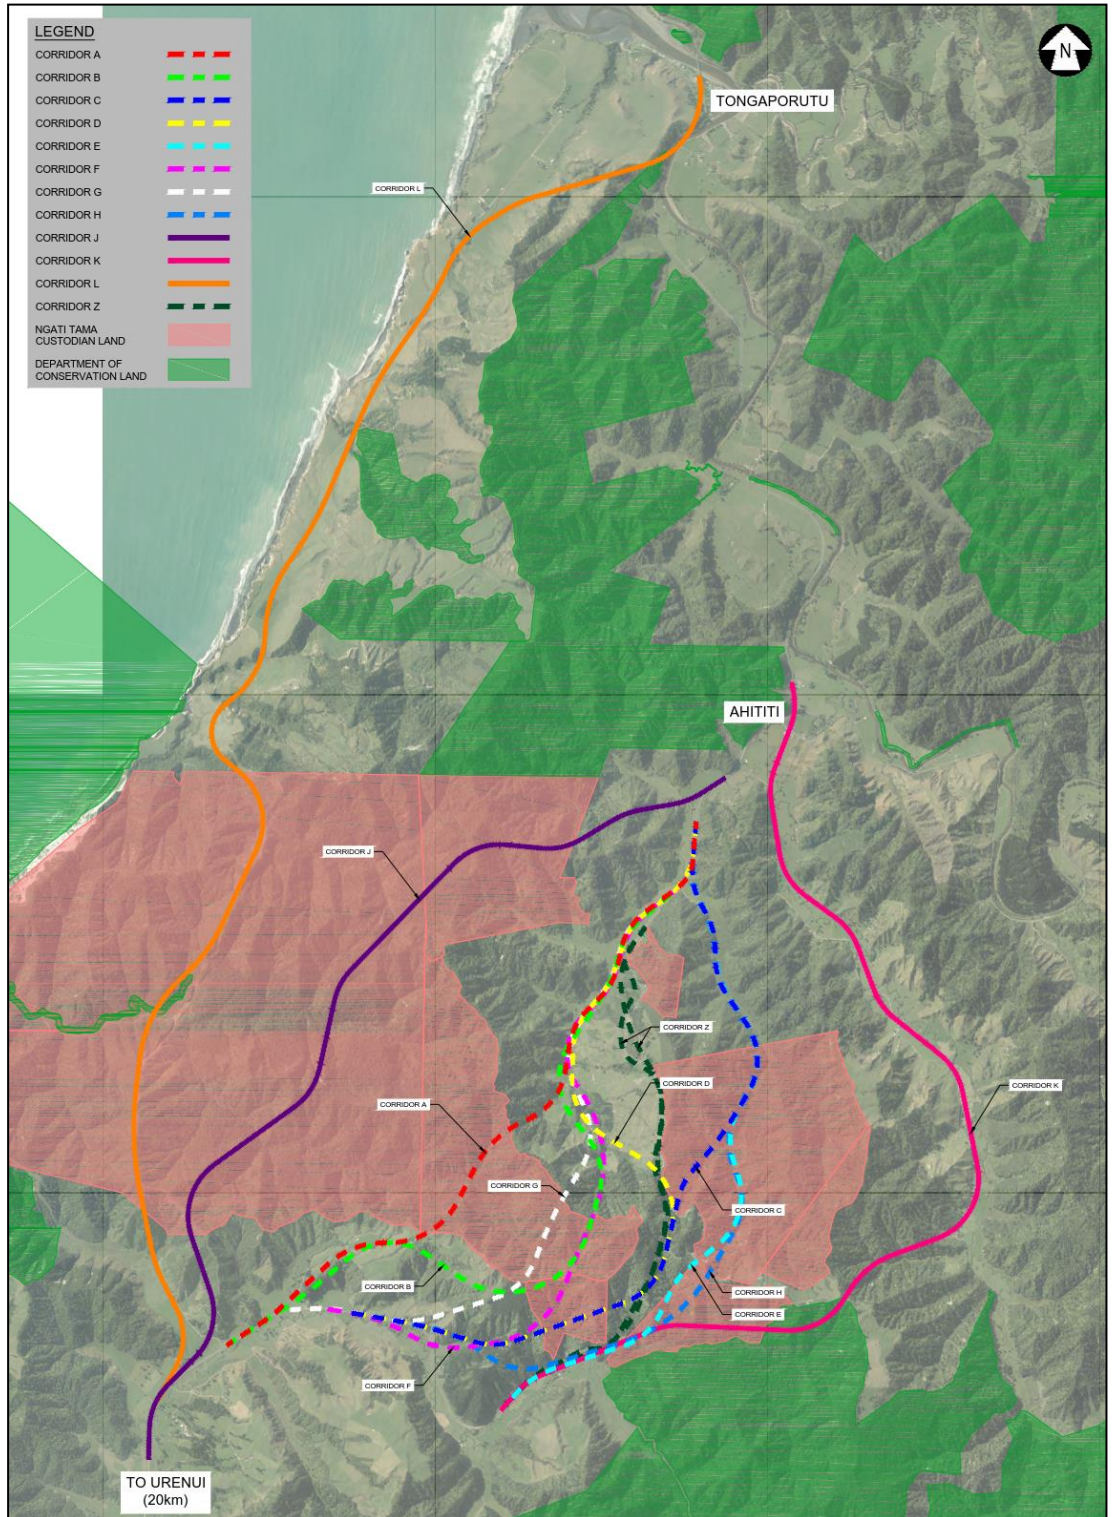 LEGEND
CORRIDOR A
CORRIDOR B
CORRIDOR C
CORRIDOR D
CORRIDOR E
CORRIDOR F
CORRIDOR G
CORRIDOR H
CORRIDOR J
CORRIDOR K
CORRIDOR L
CORRIDOR Z
NGATI TAMA
CUSTODIAN LAND
DEPARTMENT OF
CONSERVATION LAND
N
TONGAPORUTU
CORRIDOR L
AHITITI
CORRIDOR J
CORRIDOR Z
CORRIDOR D
CORRIDOR K
CORRIDOR A
CORRIDOR G
CORRIDOR C
CORRIDOR B
CORRIDOR H
CORRIDOR E
CORRIDOR F
TO URENUI
(20km)